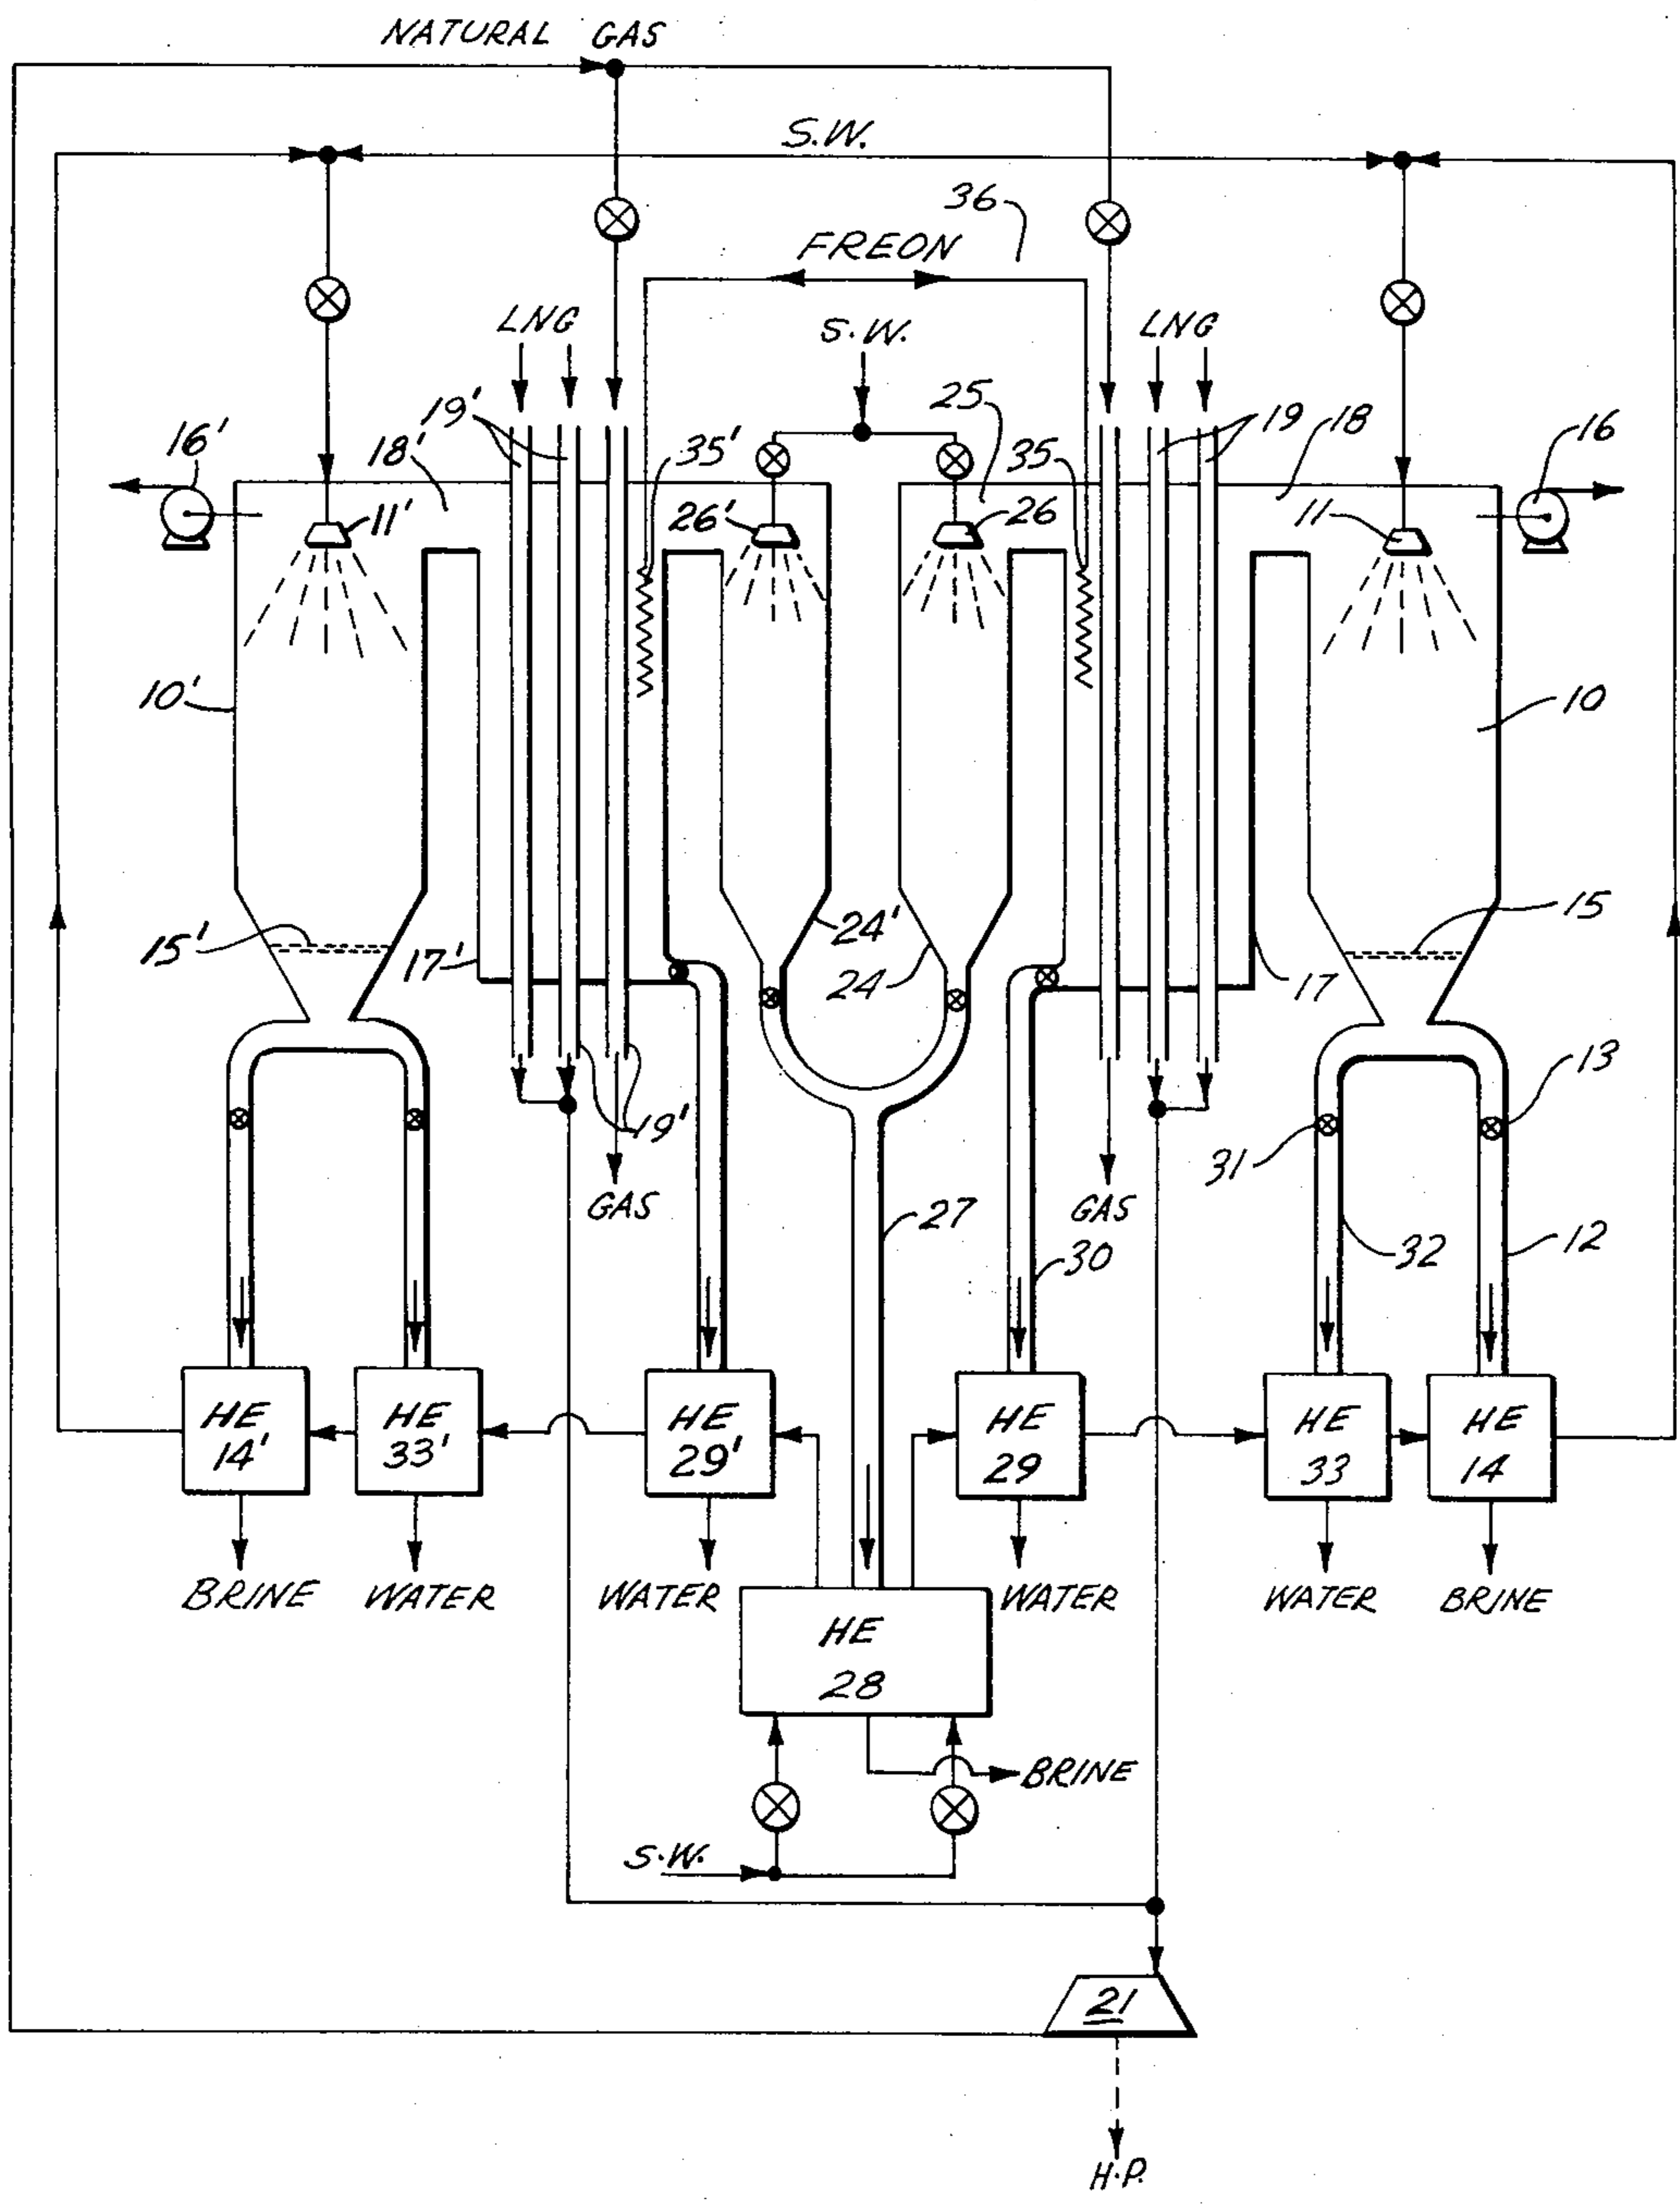 NATURAL GAS
S.W.
36
FREON
LNG
S.W.
LNG
19'
25
16'
18'
35'
35
19
18
16
11'
26'
26
11
10'
10
15'
24'
15
17'
24
17
13
19'
31
GAS
GAS
27
32
12
30
HE
14'
HE
33'
HE
29'
HE
29
HE
33
HE
14
BRINE
WATER
WATER
WATER
WATER
BRINE
HE
28
BRINE
S.W.
21
H.P.